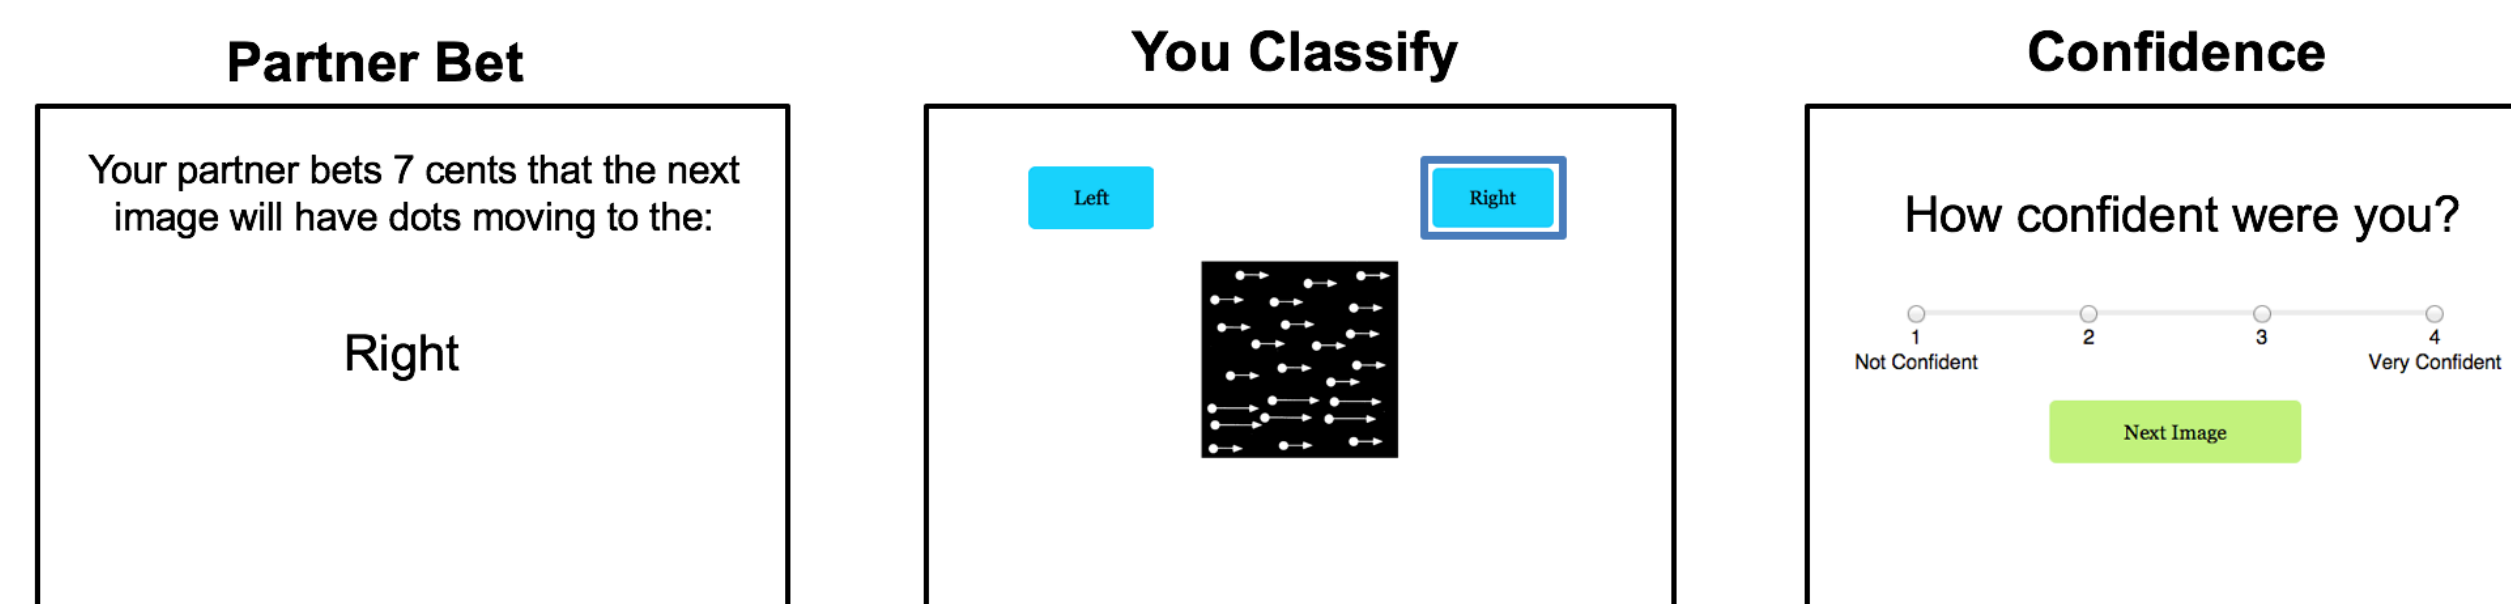 Partner Bet
Your partner bets 7 cents that the next
image will have dots moving to the:
Right
You Classify
Left
Right
Confidence
How confident were you?
1
2
3
4
Not Confident
Very Confident
Next Image